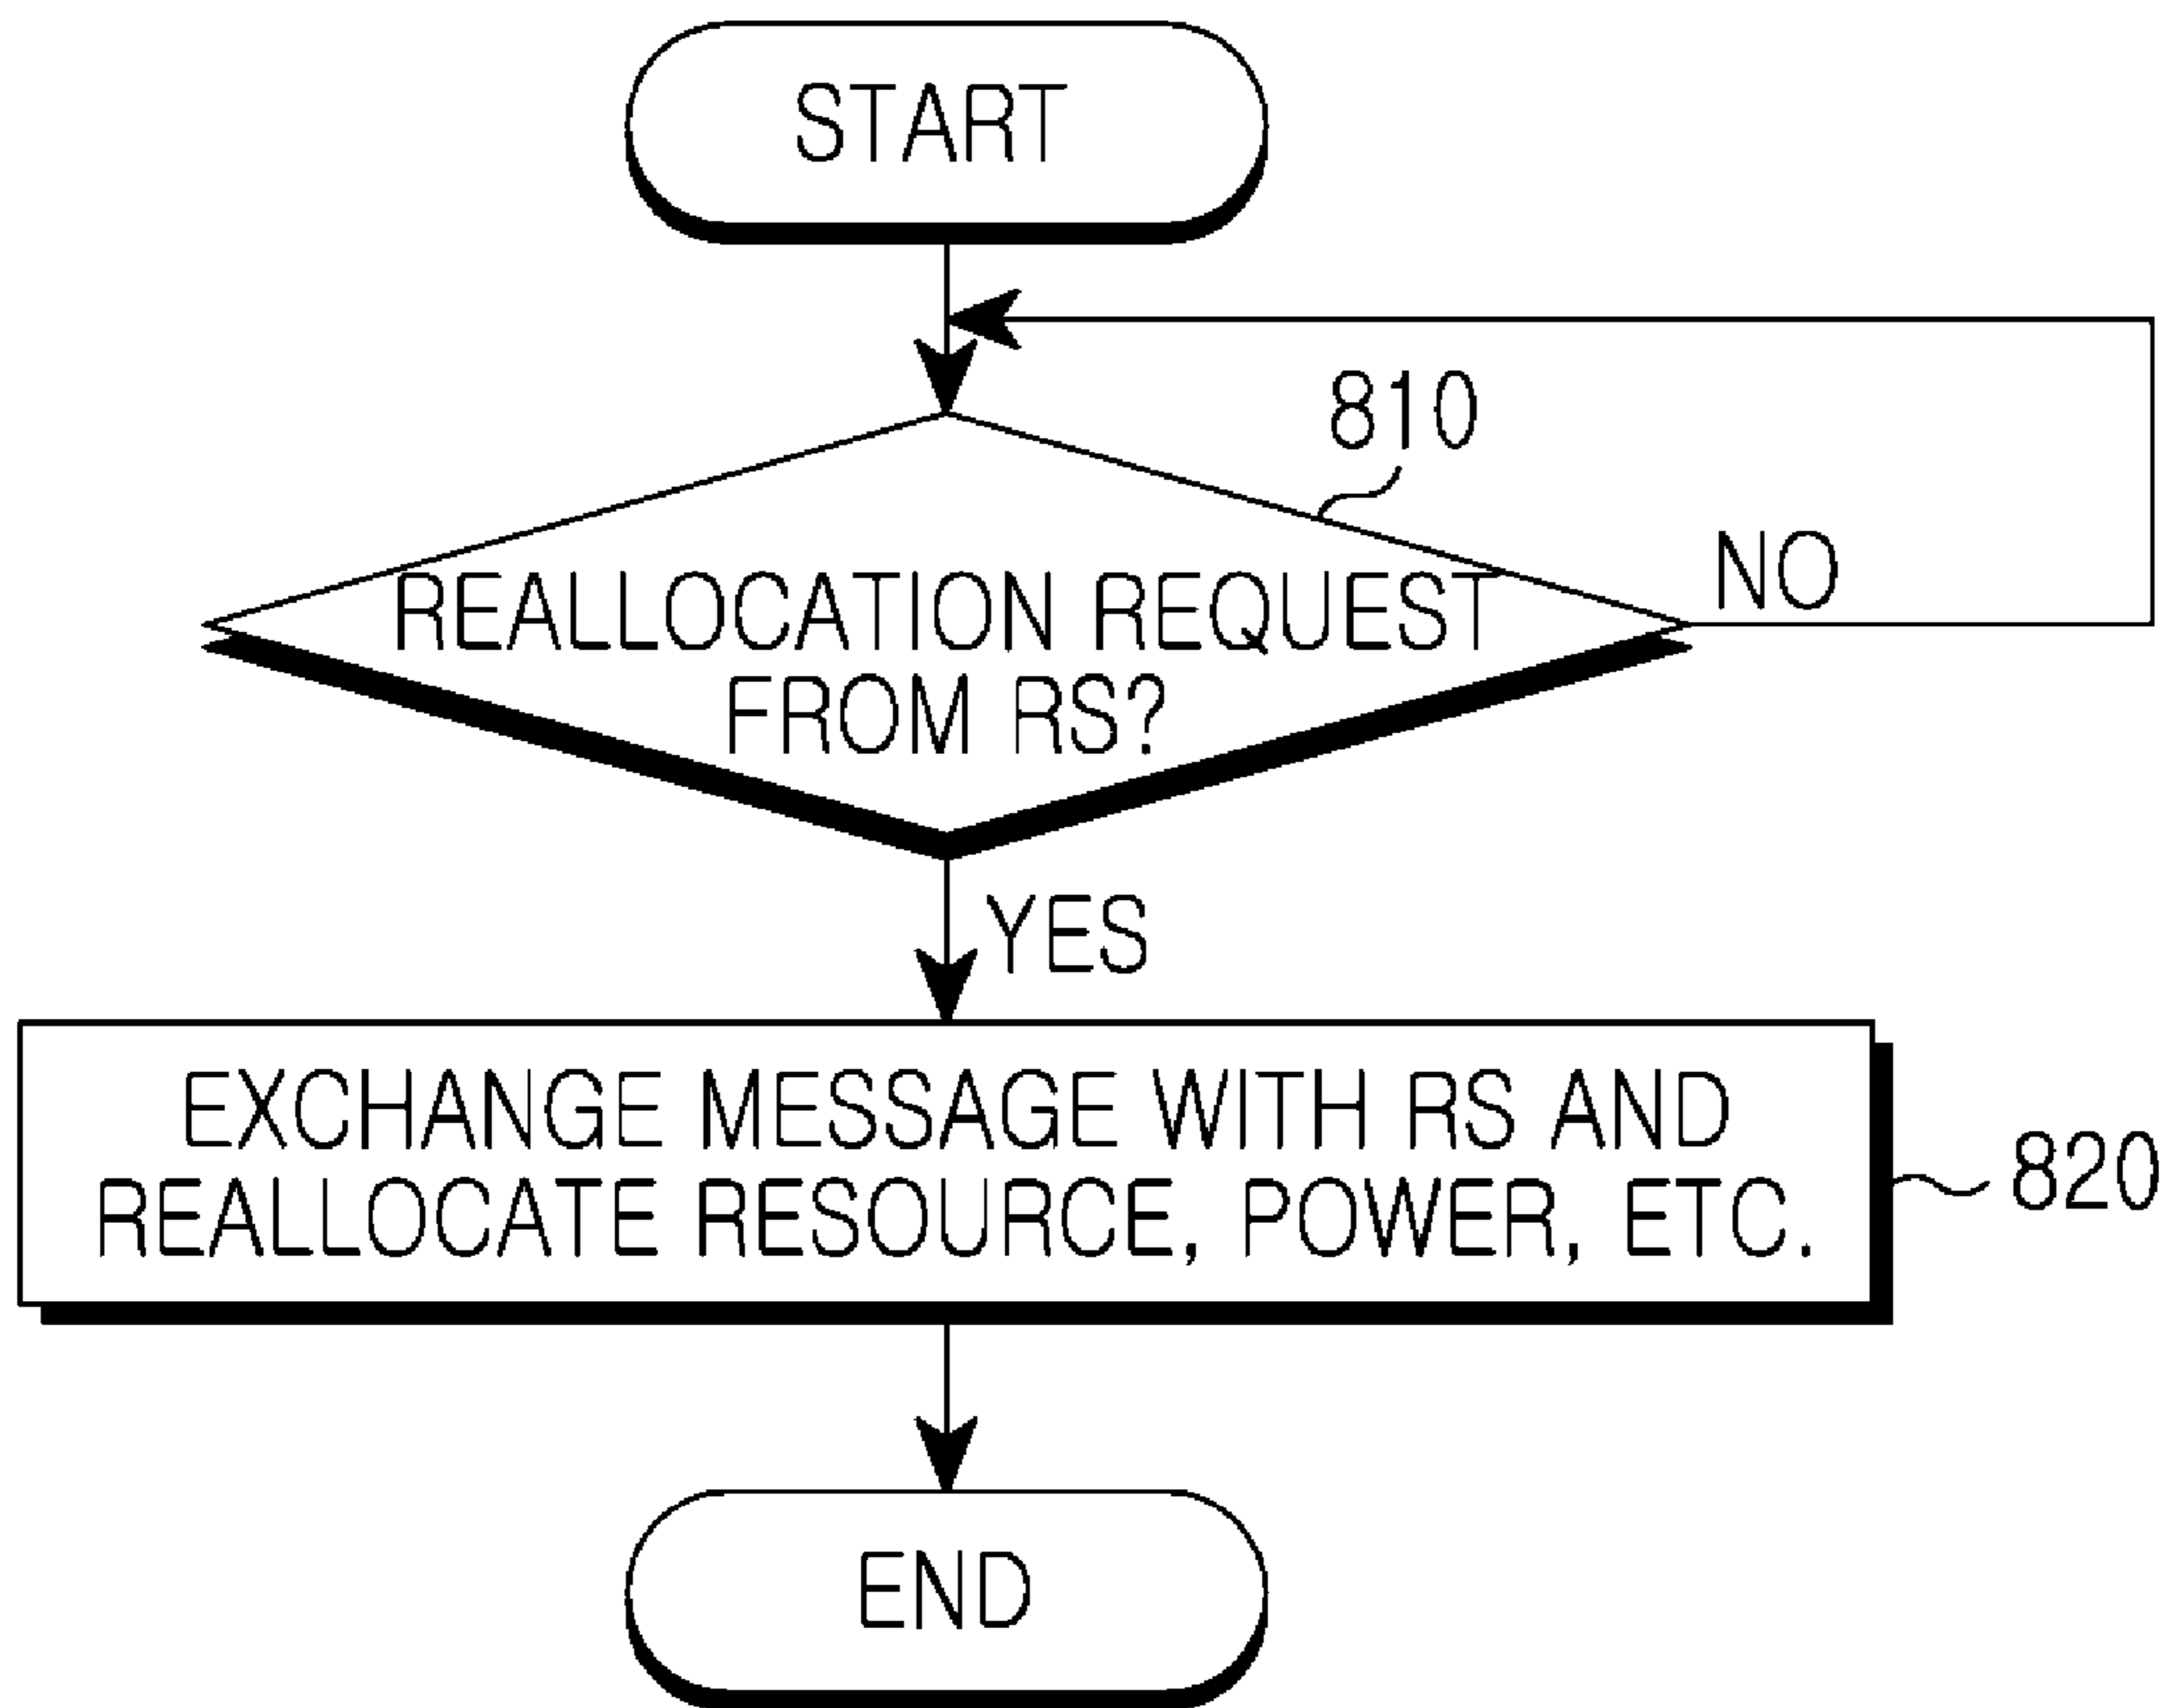 START
810
REALLOCATION REQUEST
FROM RS?
NO
YES
EXCHANGE MESSAGE WITH RS AND
REALLOCATE RESOURCE, POWER, ETC.
820
END